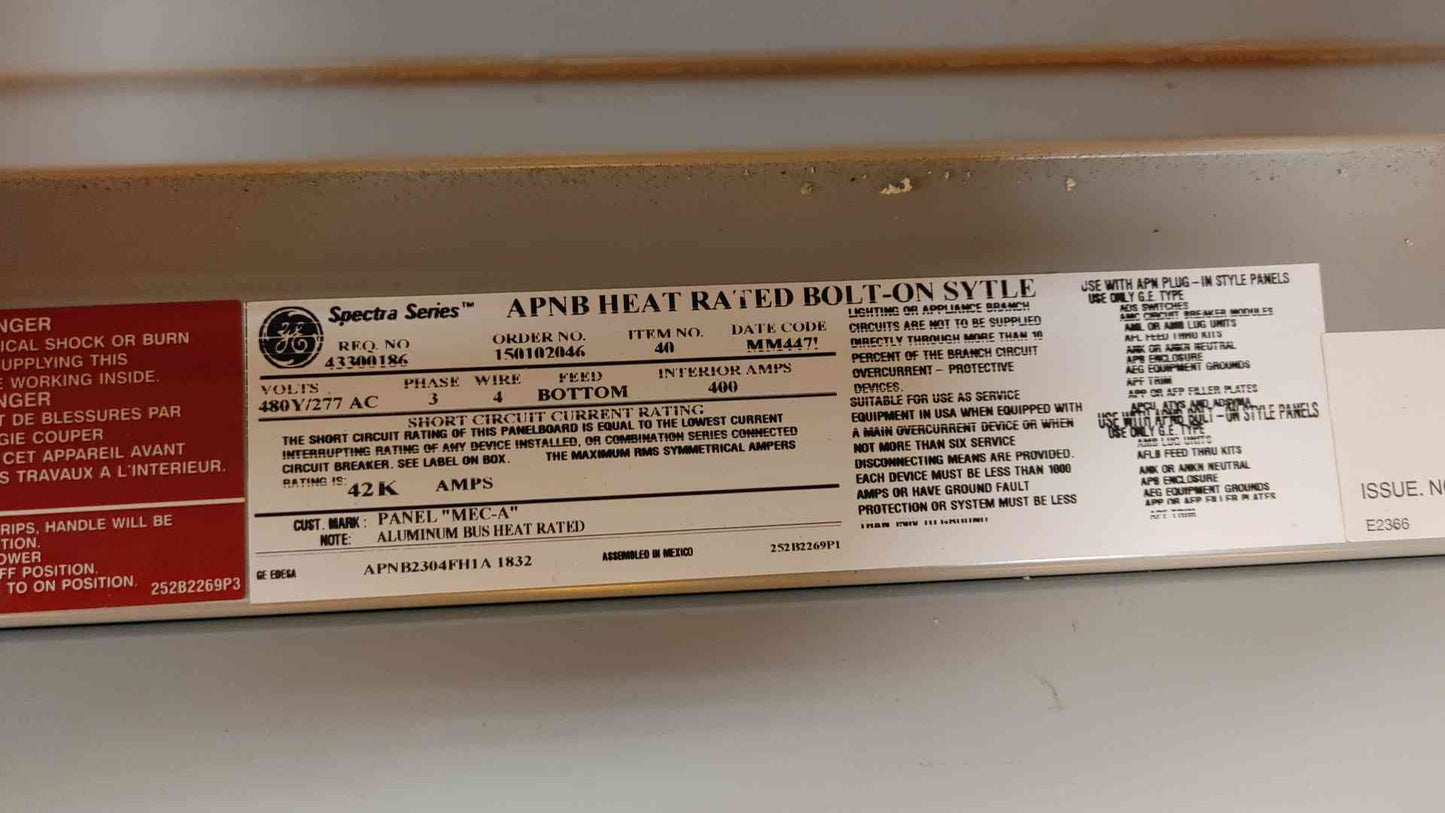 NGER
ICAL SHOCK OR BURN
UPPLYING THIS
WORKING INSIDE.
NGER
T DE BLESSURES PAR
GIE COUPER
CET APPAREIL AVANT
S TRAVAUX A L'INTERIEUR.
RIPS, HANDLE WILL BE
TION.
OWER
FF POSITION.
TO ON POSITION. 252B2269P3
GE
Spectra Series™
APNB HEAT RATED BOLT-ON SYTLE
REQ. NO ORDER NO. ITEM NO. DATE CODE
43300186 150102046 40 MM447!
VOLTS PHASE WIRE FEED INTERIOR AMPS
480Y/277 AC 3 4 BOTTOM 400
SHORT CIRCUIT CURRENT RATING
THE SHORT CIRCUIT RATING OF THIS PANELBOARD IS EQUAL TO THE LOWEST CURRENT
INTERRUPTING RATING OF ANY DEVICE INSTALLED, OR COMBINATION SERIES CONNECTED
CIRCUIT BREAKER. SEE LABEL ON BOX. THE MAXIMUM RMS SYMMETRICAL AMPERS
RATING IS: 42K AMPS
CUST. MARK: PANEL "MEC-A"
NOTE: ALUMINUM BUS HEAT RATED
GE EDESA APNB2304FH1A 1832 ASSEMBLED IN MEXICO 252B2269P1
LIGHTING OR APPLIANCE BRANCH
CIRCUITS ARE NOT TO BE SUPPLIED
DIRECTLY THROUGH MORE THAN 10
PERCENT OF THE BRANCH CIRCUIT
OVERCURRENT - PROTECTIVE
DEVICES.
SUITABLE FOR USE AS SERVICE
EQUIPMENT IN USA WHEN EQUIPPED WITH
A MAIN OVERCURRENT DEVICE OR WHEN
NOT MORE THAN SIX SERVICE
DISCONNECTING MEANS ARE PROVIDED.
EACH DEVICE MUST BE LESS THAN 1000
AMPS OR HAVE GROUND FAULT
PROTECTION OR SYSTEM MUST BE LESS
USE WITH APN PLUG-IN STYLE PANELS
USE ONLY G.E. TYPE
ADS SWITCHES
AMC CIRCUIT BREAKER MODULES
AML OR AMB LUG UNITS
AFL FEED THRU KITS
ANK OR ANKN NEUTRAL
APB ENCLOSURE
AEG EQUIPMENT GROUNDS
APF TRIM
APP OR AFP FILLER PLATES
USE WITH APNB BOLT-ON STYLE PANELS
USE ONLY G.E. TYPE
AMB LUG UNITS
AFLB FEED THRU KITS
ANK OR ANKN NEUTRAL
APB ENCLOSURE
AEG EQUIPMENT GROUNDS
APP OR AFP FILLER PLATES
APF TRIM
ISSUE. N
E2366